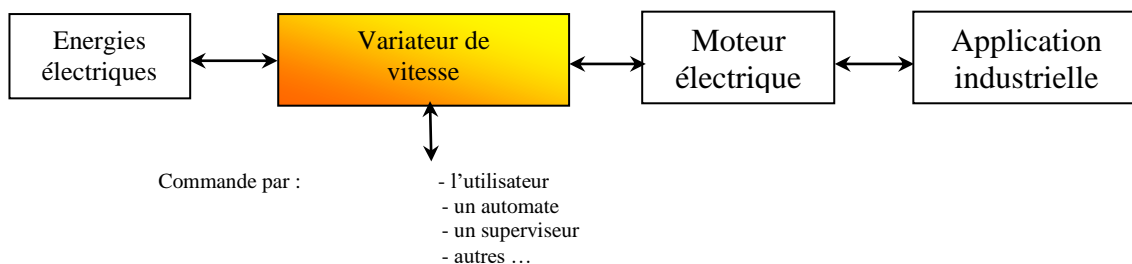 Energies
électriques
Variateur de
vitesse
Moteur
électrique
Application
industrielle
Commande par :
- l’utilisateur
- un automate
- un superviseur
- autres …